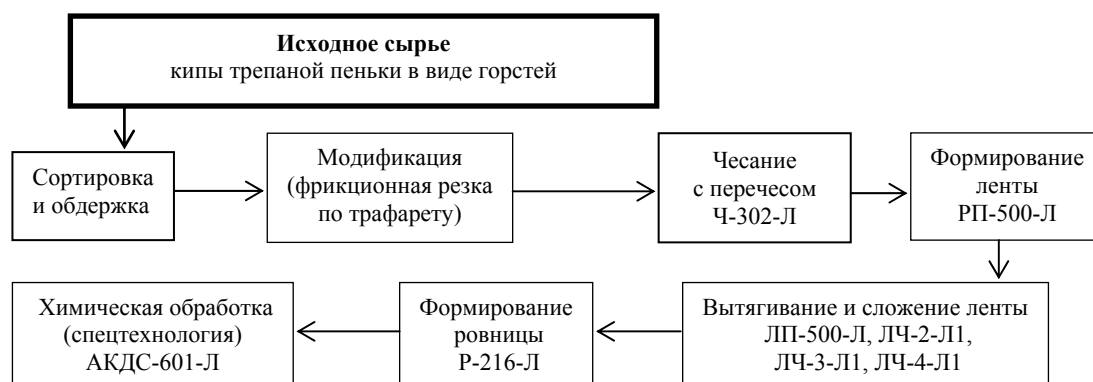 Исходное сырье
кипы трепаной пеньки в виде горстей
Сортировка
и обдержка
Модификация
(фрикционная резка
по трафарету)
Чесание
с перечесом
Ч-302-Л
Формирование
ленты
РП-500-Л
Вытягивание и сложение ленты
ЛП-500-Л, ЛЧ-2-Л1,
ЛЧ-3-Л1, ЛЧ-4-Л1
Формирование
ровницы
Р-216-Л
Химическая обработка
(спецтехнология)
АКДС-601-Л